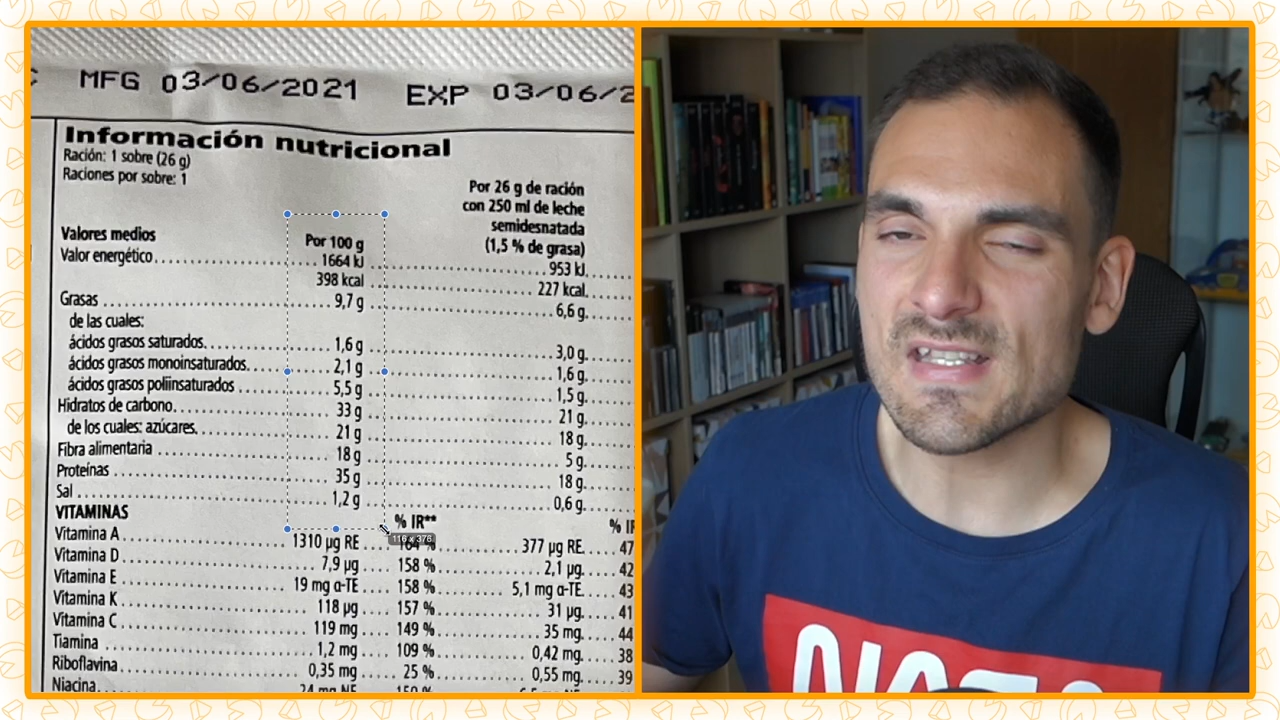 MFG 03/06/2021 EXP 03/06/2
Información nutricional
Ración: 1 sobre (26 g)
Raciones por sobre: 1
Por 26 g de ración
con 250 ml de leche
semidesnatada
(1,5 % de grasa)
Valores medios Por 100 g
Valor energético 1664 kJ 953 kJ
398 kcal 227 kcal
Grasas 9,7 g 6,6 g
de las cuales:
ácidos grasos saturados 1,6 g 3,0 g
ácidos grasos monoinsaturados 2,1 g 1,6 g
ácidos grasos poliinsaturados 5,5 g 1,5 g
Hidratos de carbono 33 g 21 g
de los cuales: azúcares 21 g 18 g
Fibra alimentaria 18 g 5 g
Proteínas 35 g 18 g
Sal 1,2 g 0,6 g
VITAMINAS % IR** % IR
Vitamina A 1310 µg RE 164 % 377 µg RE 47
Vitamina D 7,9 µg 158 % 2,1 µg 42
Vitamina E 19 mg α-TE 158 % 5,1 mg α-TE 43
Vitamina K 118 µg 157 % 31 µg 41
Vitamina C 119 mg 149 % 35 mg 44
Tiamina 1,2 mg 109 % 0,42 mg 38
Riboflavina 0,35 mg 25 % 0,55 mg 39
Niacina 24 mg NE
116 x 376